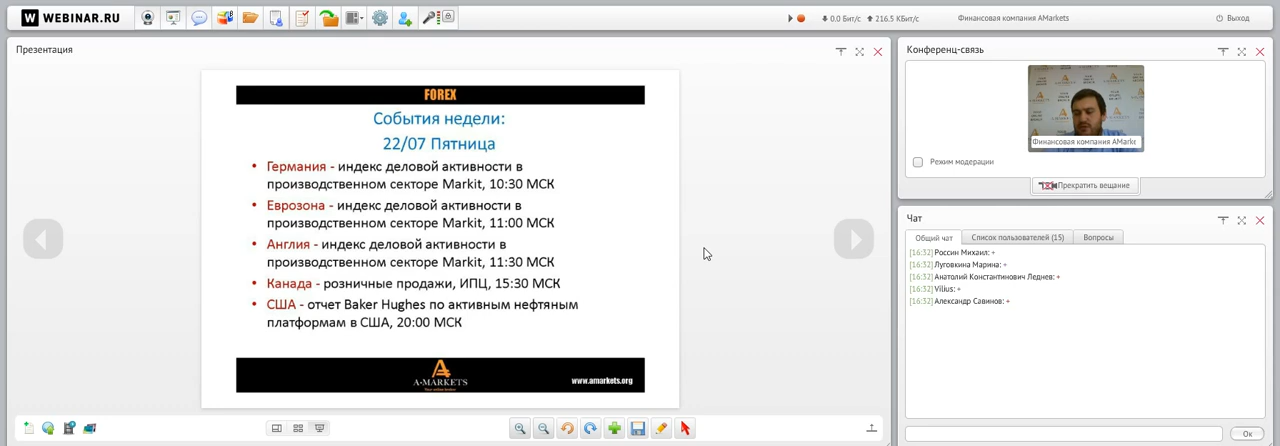 WEBINAR.RU
0.0 Бит/с
216.5 КБит/с
Финансовая компания AMarkets
Выход
Презентация
FOREX
События недели:
22/07 Пятница
• Германия - индекс деловой активности в
производственном секторе Markit, 10:30 МСК
• Еврозона - индекс деловой активности в
производственном секторе Markit, 11:00 МСК
• Англия - индекс деловой активности в
производственном секторе Markit, 11:30 МСК
• Канада - розничные продажи, ИПЦ, 15:30 МСК
• США - отчет Baker Hughes по активным нефтяным
платформам в США, 20:00 МСК
A-MARKETS
www.amarkets.org
Конференц-связь
Финансовая компания AMarke
Режим модерации
Прекратить вещание
Чат
Общий чат
Список пользователей (15)
Вопросы
[16:32] Россин Михаил: +
[16:32] Луговкина Марина: +
[16:32] Анатолий Константинович Леднев: +
[16:32] Vilius: +
[16:32] Александр Савинов: +
Ок